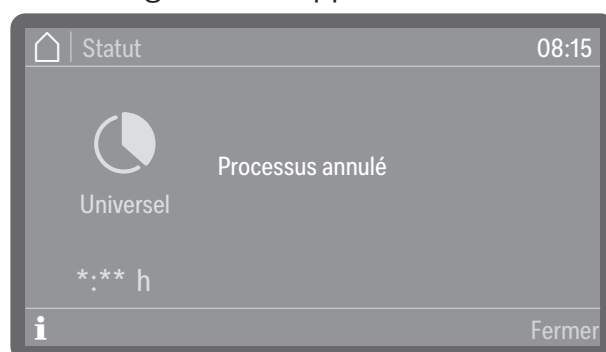 Statut 08:15
Processus annulé
Universel
*:** h
i Fermer